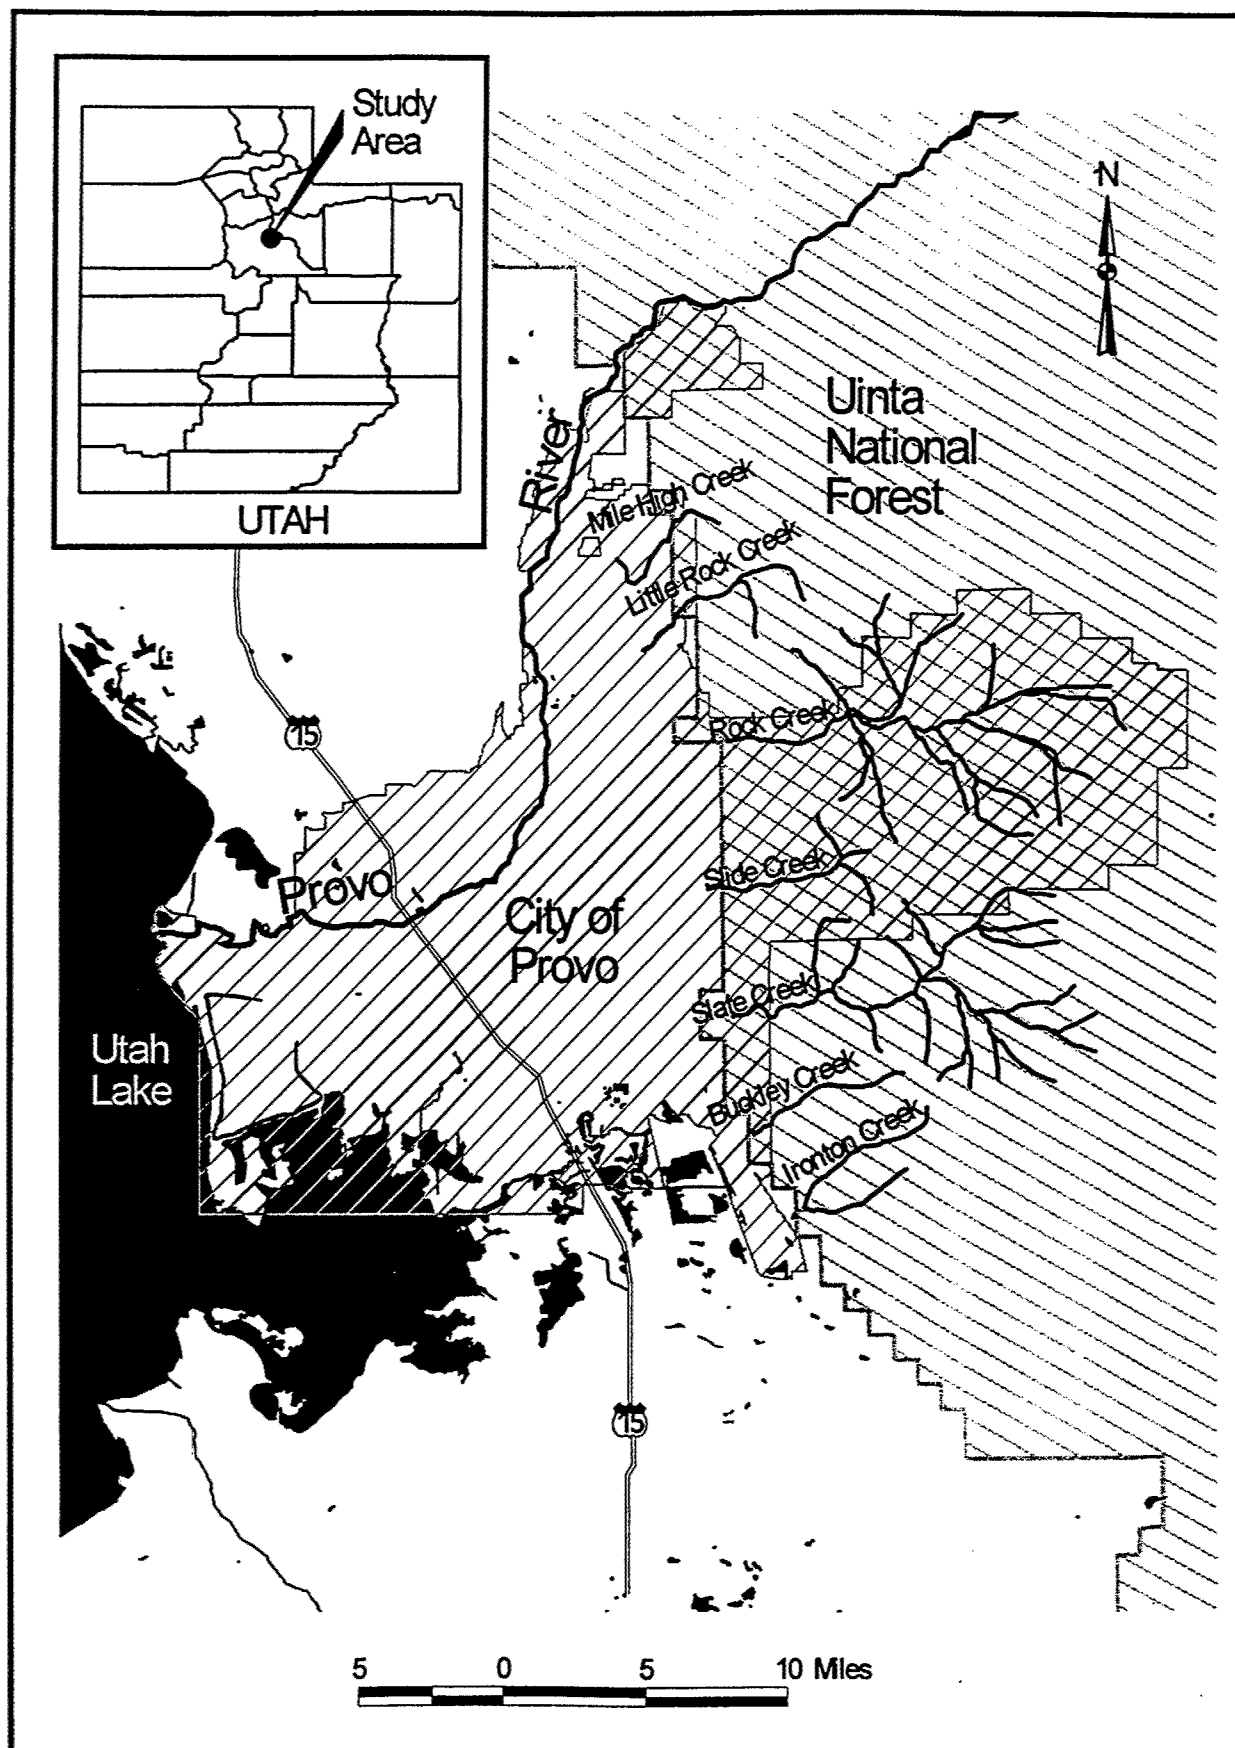 Study
Area
UTAH
N
Uinta
National
Forest
River
Mile High Creek
Little Rock Creek
Rock Creek
15
Slide Creek
Provo
City of
Provo
Slate Creek
Utah
Lake
Buckley Creek
Ironton Creek
15
5 0 5 10 Miles